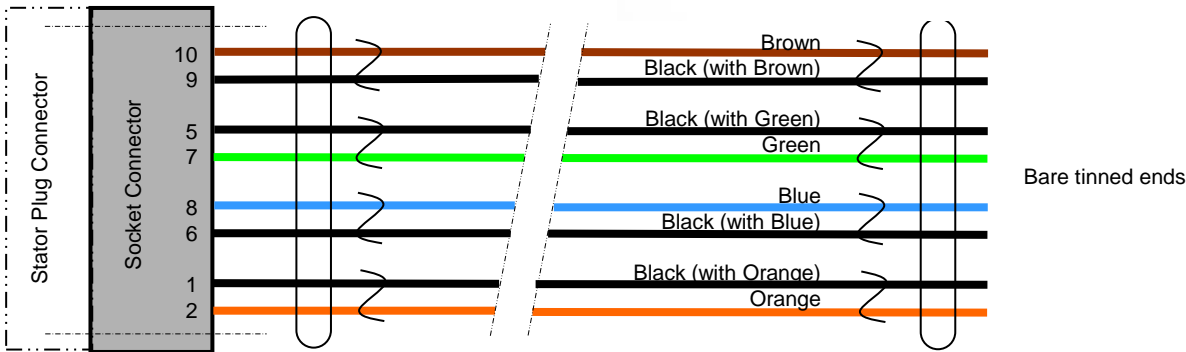 Stator Plug Connector
Socket Connector
10
Brown
9
Black (with Brown)
5
Black (with Green)
7
Green
8
Blue
6
Black (with Blue)
1
Black (with Orange)
2
Orange
Bare tinned ends